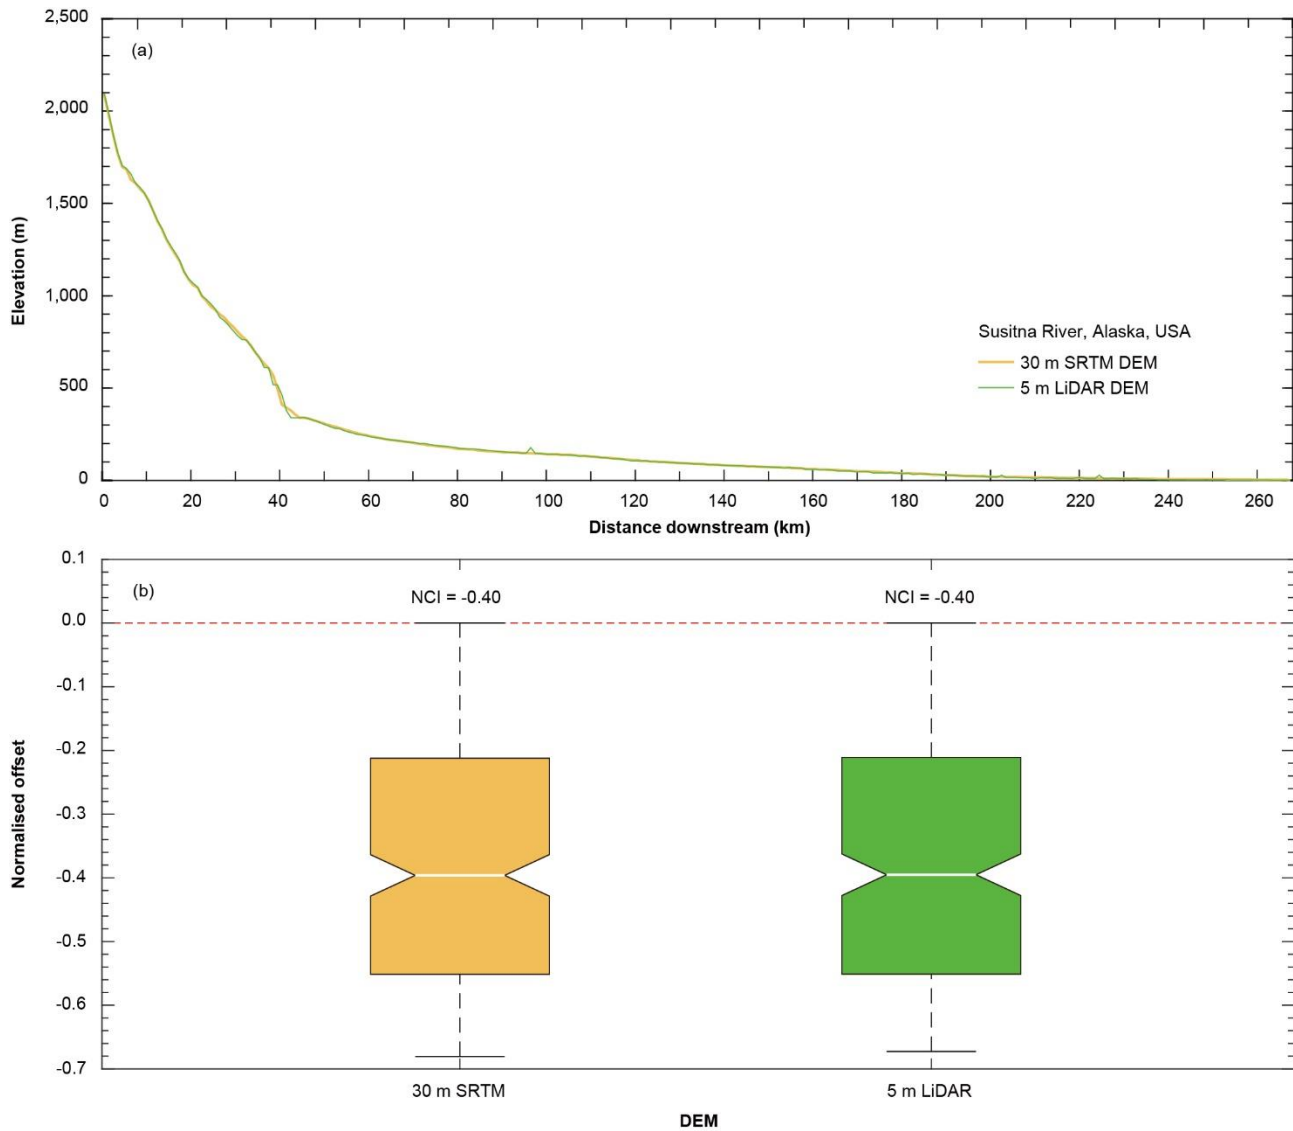 2,500
(a)
2,000
1,500
1,000
500
0
Elevation (m)
Susitna River, Alaska, USA
30 m SRTM DEM
5 m LiDAR DEM
0 20 40 60 80 100 120 140 160 180 200 220 240 260
Distance downstream (km)
0.1
(b)
NCI = -0.40 NCI = -0.40
0.0
-0.1
-0.2
-0.3
-0.4
-0.5
-0.6
-0.7
Normalised offset
30 m SRTM 5 m LiDAR
DEM